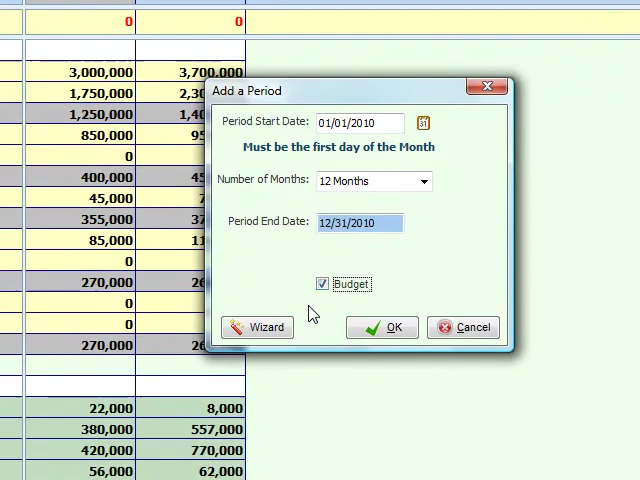 0 0
Add a Period
3,000,000 3,700,000
1,750,000
Period Start Date: 01/01/2010 31
1,250,000
850,000
Must be the first day of the Month
0
400,000
Number of Months: 12 Months
45,000
355,000
Period End Date: 12/31/2010
85,000
0
270,000
Budget
0
0
Wizard OK Cancel
270,000
22,000 8,000
380,000 557,000
420,000 770,000
56,000 62,000